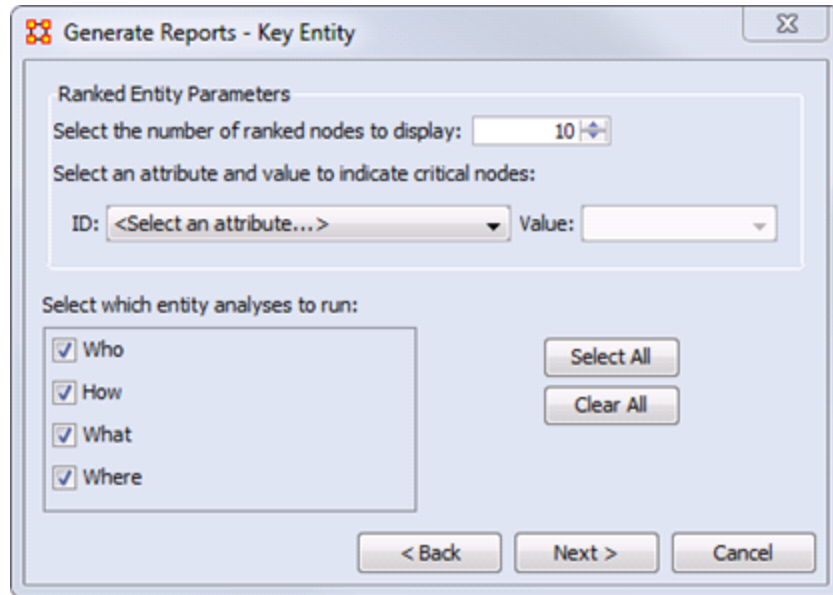 Generate Reports - Key Entity
Ranked Entity Parameters
Select the number of ranked nodes to display: 10
Select an attribute and value to indicate critical nodes:
ID: <Select an attribute...> Value:
Select which entity analyses to run:
Who
How
What
Where
Select All
Clear All
< Back Next > Cancel